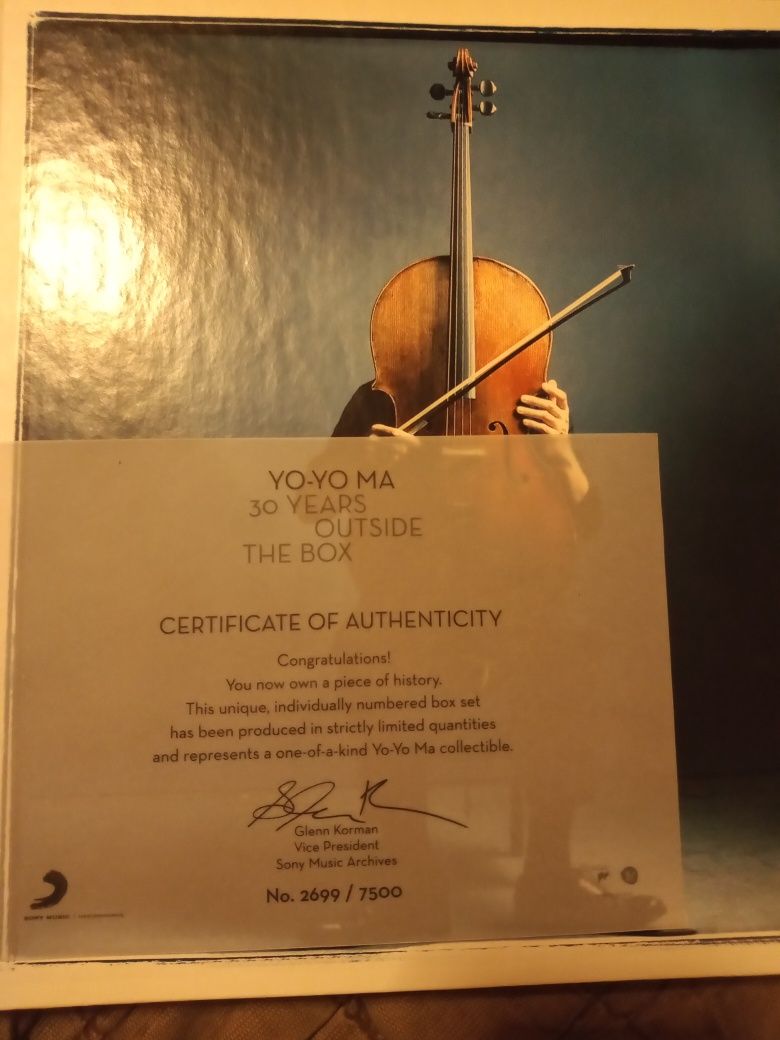 YO-YO MA
30 YEARS
OUTSIDE
THE BOX
CERTIFICATE OF AUTHENTICITY
Congratulations!
You now own a piece of history.
This unique, individually numbered box set
has been produced in strictly limited quantities
and represents a one-of-a-kind Yo-Yo Ma collectible.
Glenn Korman
Vice President
Sony Music Archives
No. 2699 / 7500
SONY MUSIC